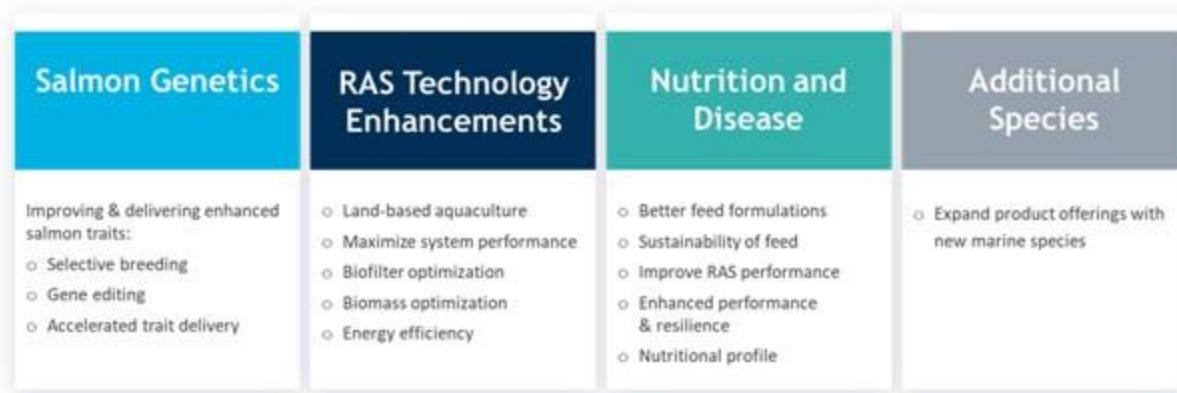 Salmon Genetics
Improving & delivering enhanced
salmon traits:
o Selective breeding
o Gene editing
o Accelerated trait delivery
RAS Technology
Enhancements
o Land-based aquaculture
o Maximize system performance
o Biofilter optimization
o Biomass optimization
o Energy efficiency
Nutrition and
Disease
o Better feed formulations
o Sustainability of feed
o Improve RAS performance
o Enhanced performance
& resilience
o Nutritional profile
Additional
Species
o Expand product offerings with
new marine species